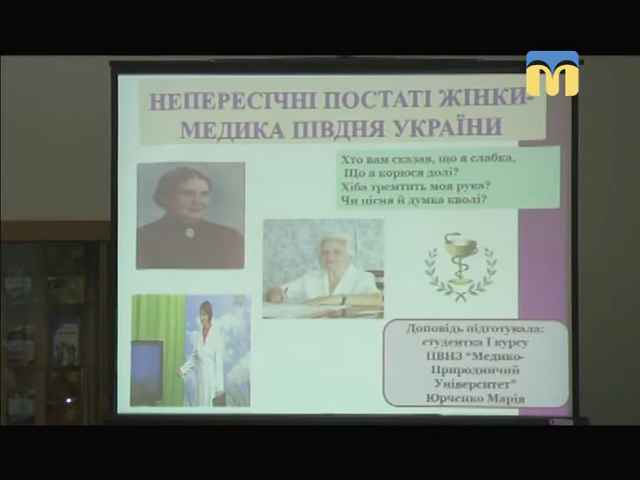 НЕПЕРЕСІЧНІ ПОСТАТІ ЖІНКИ-
МЕДИКА ПІВДНЯ УКРАЇНИ
Хто вам сказав, що я слабка,
Що я корюся долі?
Хіба тремтить моя рука?
Чи пісня й думка кволі?
Доповідь підготувала:
студентка І курсу
ПВНЗ "Медико-
Природничий
Університет"
Юрченко Марія